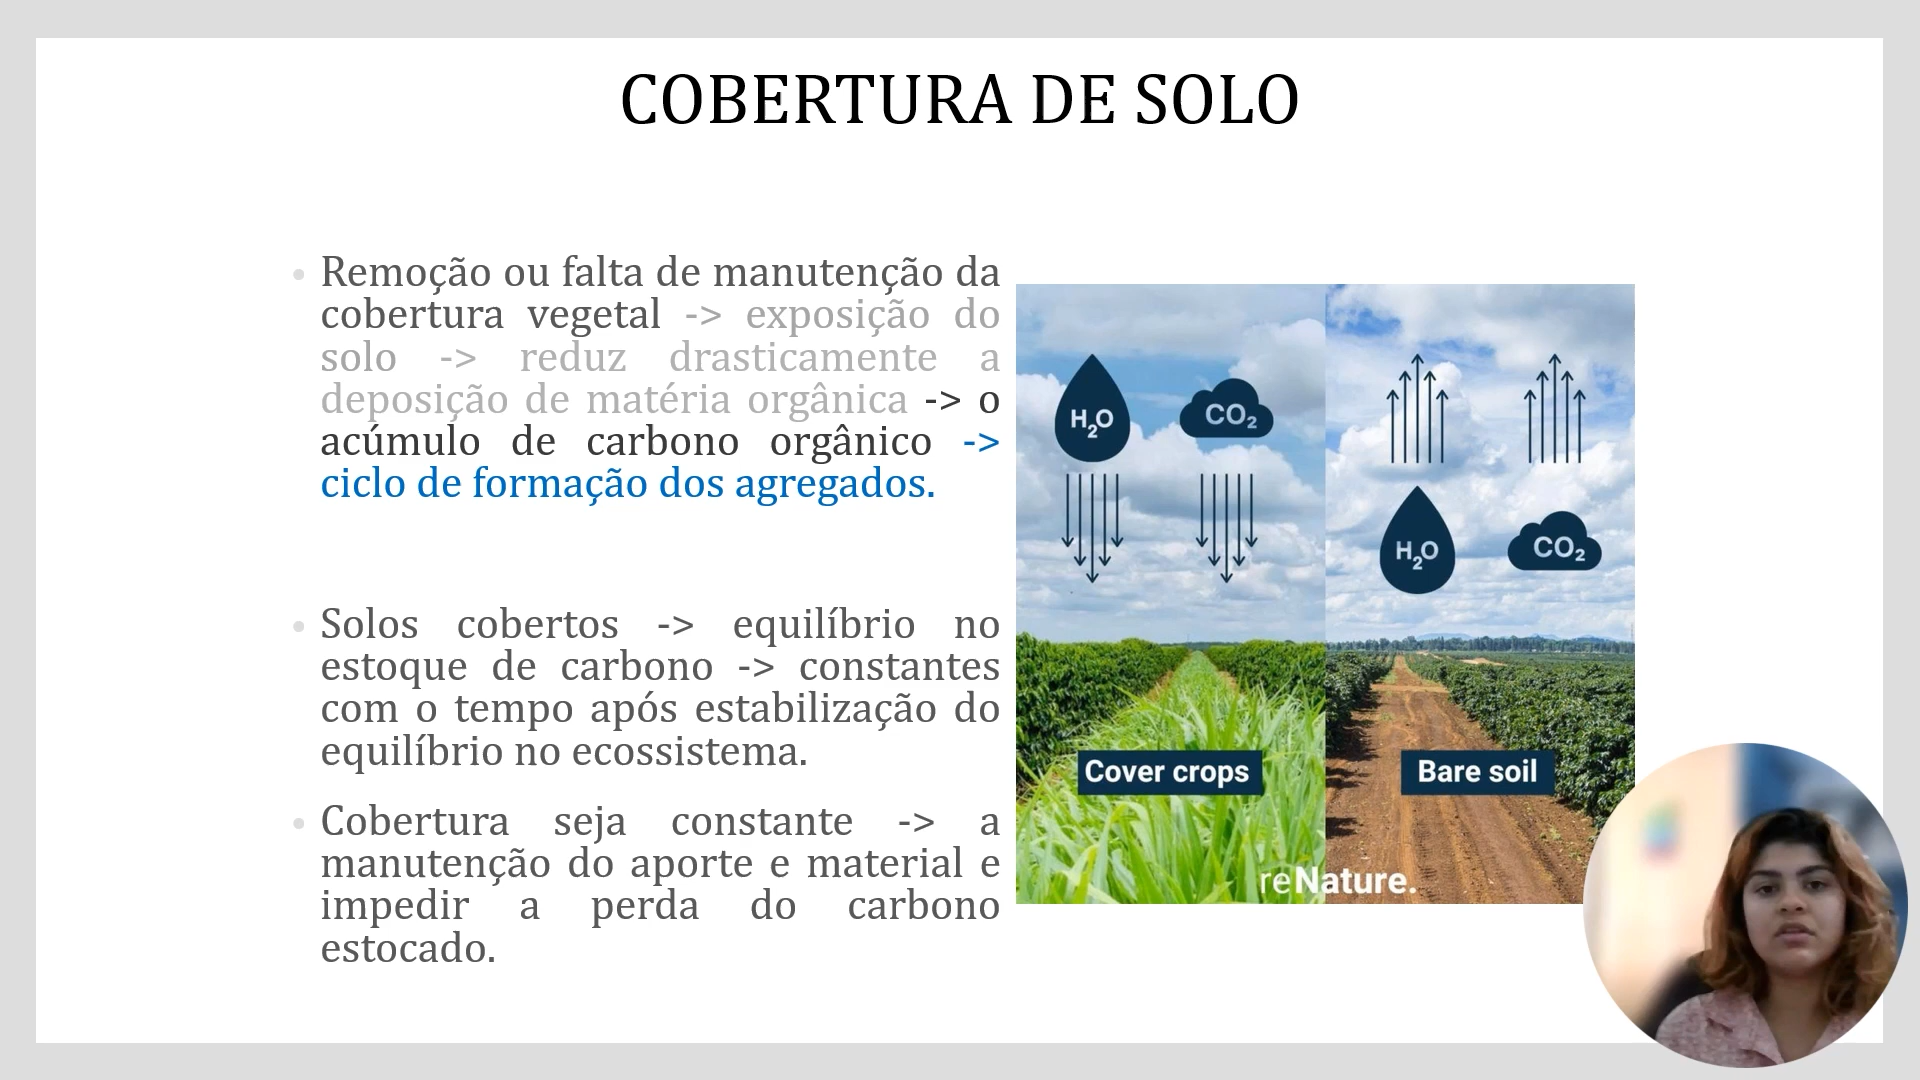 COBERTURA DE SOLO
• Remoção ou falta de manutenção da
cobertura vegetal -> exposição do
solo -> reduz drasticamente a
deposição de matéria orgânica -> o
acúmulo de carbono orgânico ->
ciclo de formação dos agregados.
• Solos cobertos -> equilíbrio no
estoque de carbono -> constantes
com o tempo após estabilização do
equilíbrio no ecossistema.
• Cobertura seja constante -> a
manutenção do aporte e material e
impedir a perda do carbono
estocado.
H₂O
CO₂
H₂O
CO₂
Cover crops
Bare soil
reNature.